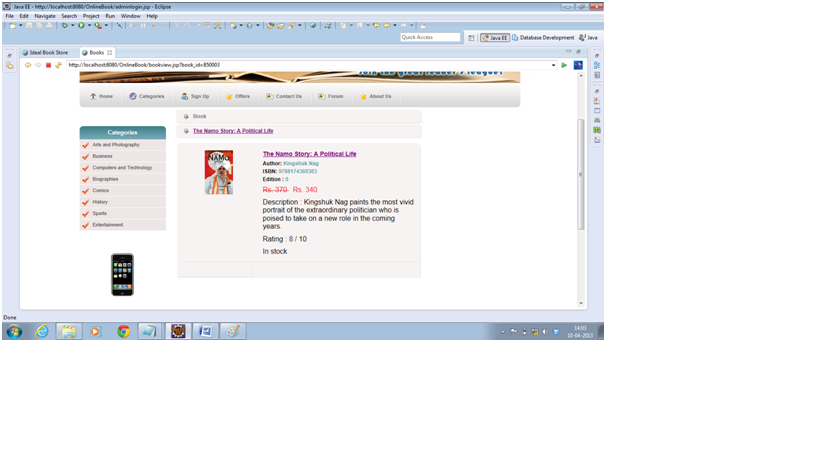 Java EE - http://localhost:8080/OnlineBook/adminlogin.jsp - Eclipse
File Edit Navigate Search Project Run Window Help
Quick Access
Java EE Database Development Java
Ideal Book Store Books
http://localhost:8080/OnlineBook/bookview.jsp?book_id=850003
Home Categories Sign Up Offers Contact Us Forum About Us
Book
Categories
The Namo Story: A Political Life
Arts and Photography
Business
Computers and Technology
Biographies
Comics
History
Sports
Entertainment
NAMO
The Namo Story: A Political Life
Author: Kingshuk Nag
Edition : 0
Rs. 370 Rs. 340
Description : Kingshuk Nag paints the most vivid
portrait of the extraordinary politician who is
poised to take on a new role in the coming
years.
Rating : 8 / 10
In stock
Done
14:03
10-04-2013